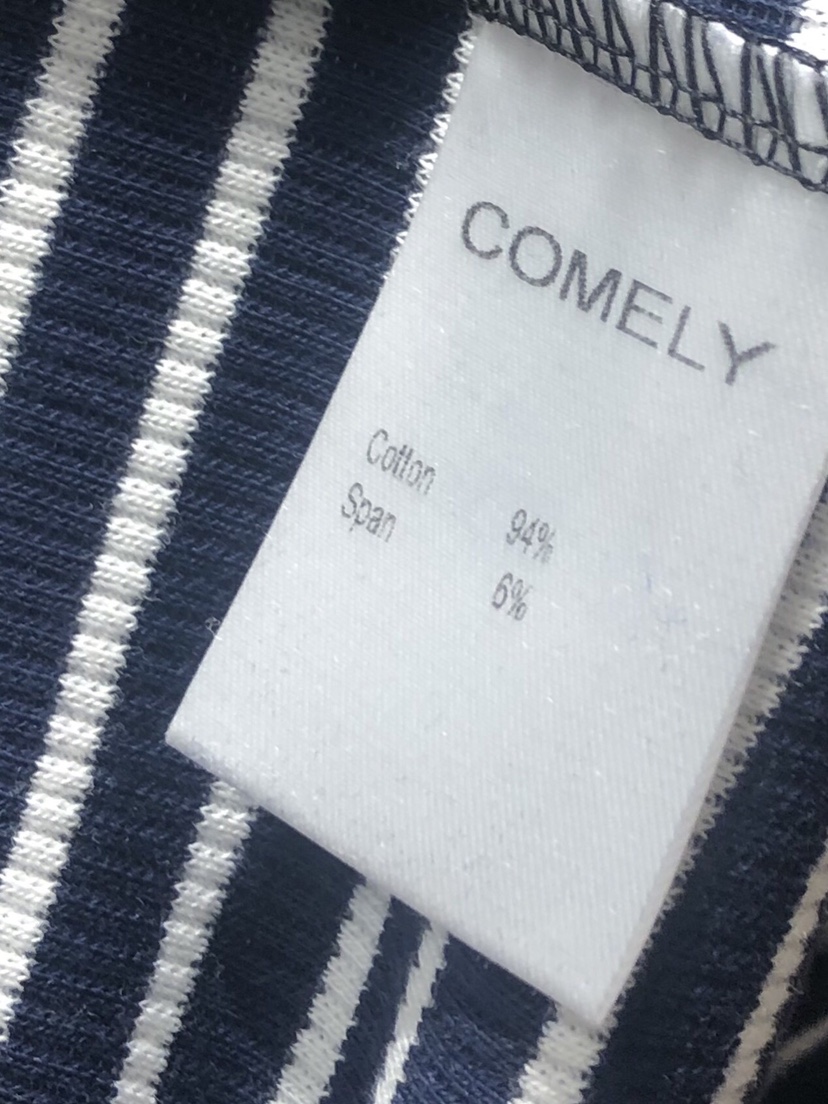 COMELY
Cotton 94%
Span 6%